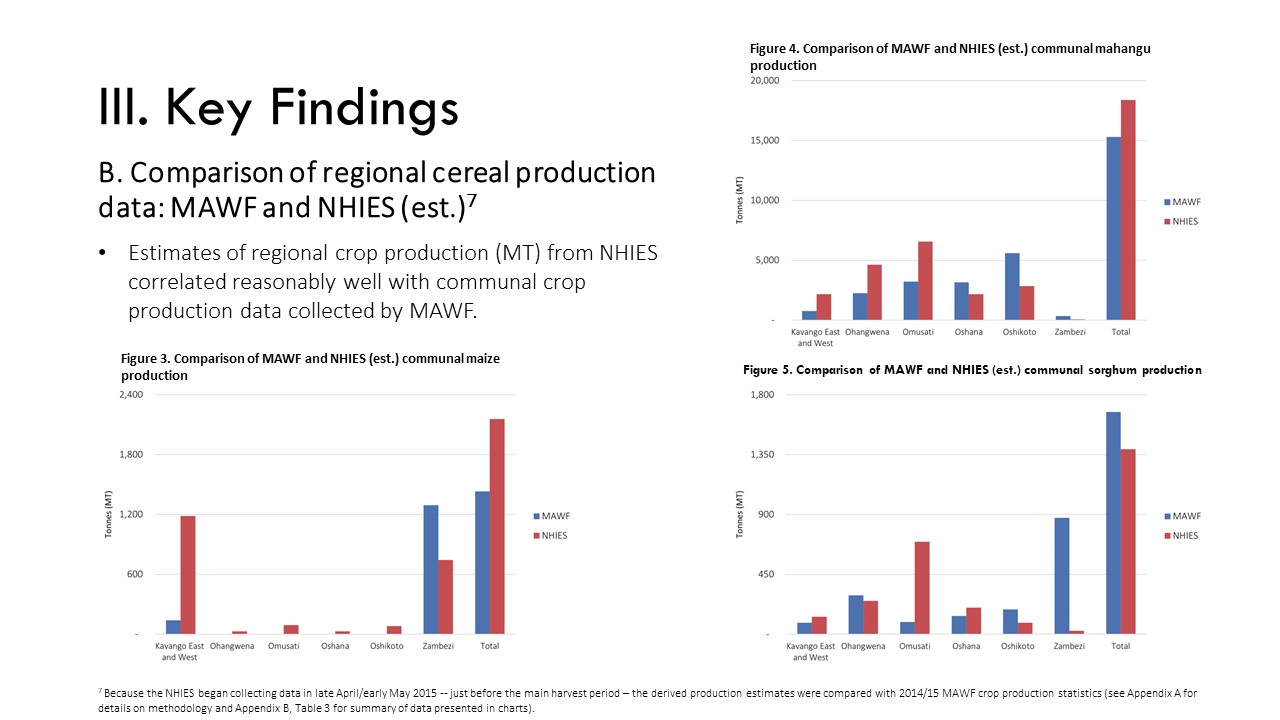 III. Key Findings
B. Comparison of regional cereal production
data: MAWF and NHIES (est.)⁷
• Estimates of regional crop production (MT) from NHIES
correlated reasonably well with communal crop
production data collected by MAWF.
Figure 3. Comparison of MAWF and NHIES (est.) communal maize
production
2,400
1,800
1,200
600
-
Tonnes (MT)
Kavango East
and West
Ohangwena
Omusati
Oshana
Oshikoto
Zambezi
Total
MAWF
NHIES
Figure 4. Comparison of MAWF and NHIES (est.) communal mahangu
production
20,000
15,000
10,000
5,000
-
Tonnes (MT)
Kavango East
and West
Ohangwena
Omusati
Oshana
Oshikoto
Zambezi
Total
MAWF
NHIES
Figure 5. Comparison of MAWF and NHIES (est.) communal sorghum production
1,800
1,350
900
450
-
Tonnes (MT)
Kavango East
and West
Ohangwena
Omusati
Oshana
Oshikoto
Zambezi
Total
MAWF
NHIES
⁷ Because the NHIES began collecting data in late April/early May 2015 -- just before the main harvest period – the derived production estimates were compared with 2014/15 MAWF crop production statistics (see Appendix A for
details on methodology and Appendix B, Table 3 for summary of data presented in charts).